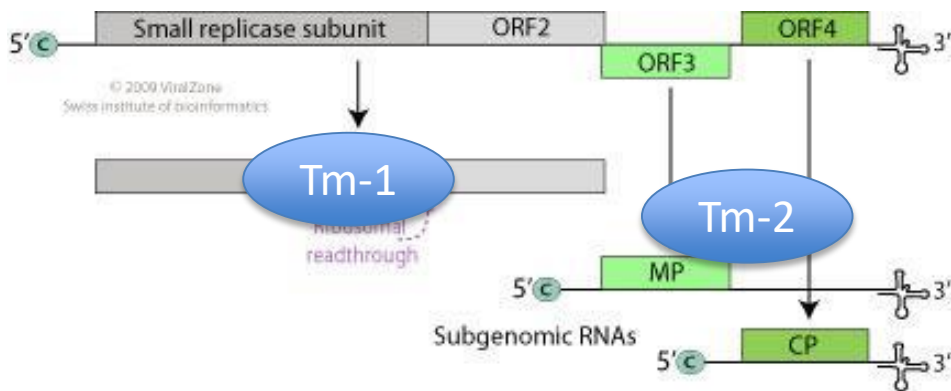 Small replicase subunit ORF2 ORF4
5' C 3'
ORF3
© 2009 ViralZone
Swiss institute of bioinformatics
Tm-1
Tm-2
readthrough
MP
5' C 3'
Subgenomic RNAs
CP
5' C 3'